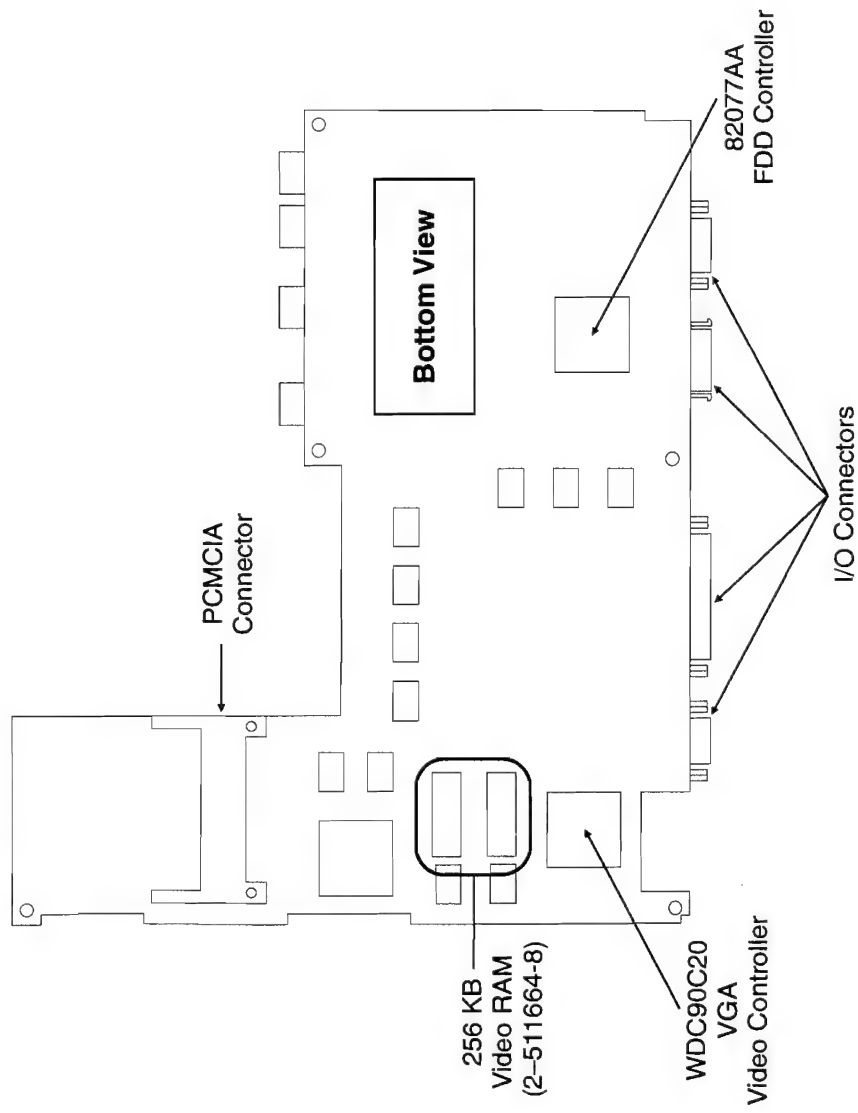 PCMCIA
Connector
Bottom View
256 KB
Video RAM
(2–511664-8)
WDC90C20
VGA
Video Controller
82077AA
FDD Controller
I/O Connectors